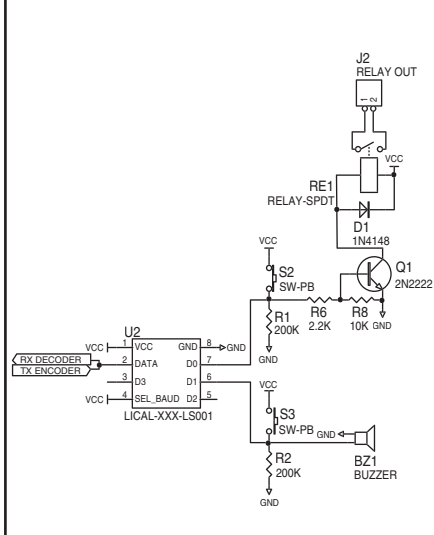 J2
RELAY OUT
1 2
VCC
RE1
RELAY-SPDT
D1
1N4148
Q1
2N2222
VCC
S2
SW-PB
R1
200K
R6
2.2K
R8
10K
GND
GND
U2
VCC 1 VCC GND 8 GND
RX DECODER
TX ENCODER
2 DATA D0 7
3 D3 D1 6
VCC 4 SEL_BAUD D2 5
LICAL-XXX-LS001
VCC
S3
SW-PB
GND
BZ1
BUZZER
R2
200K
GND